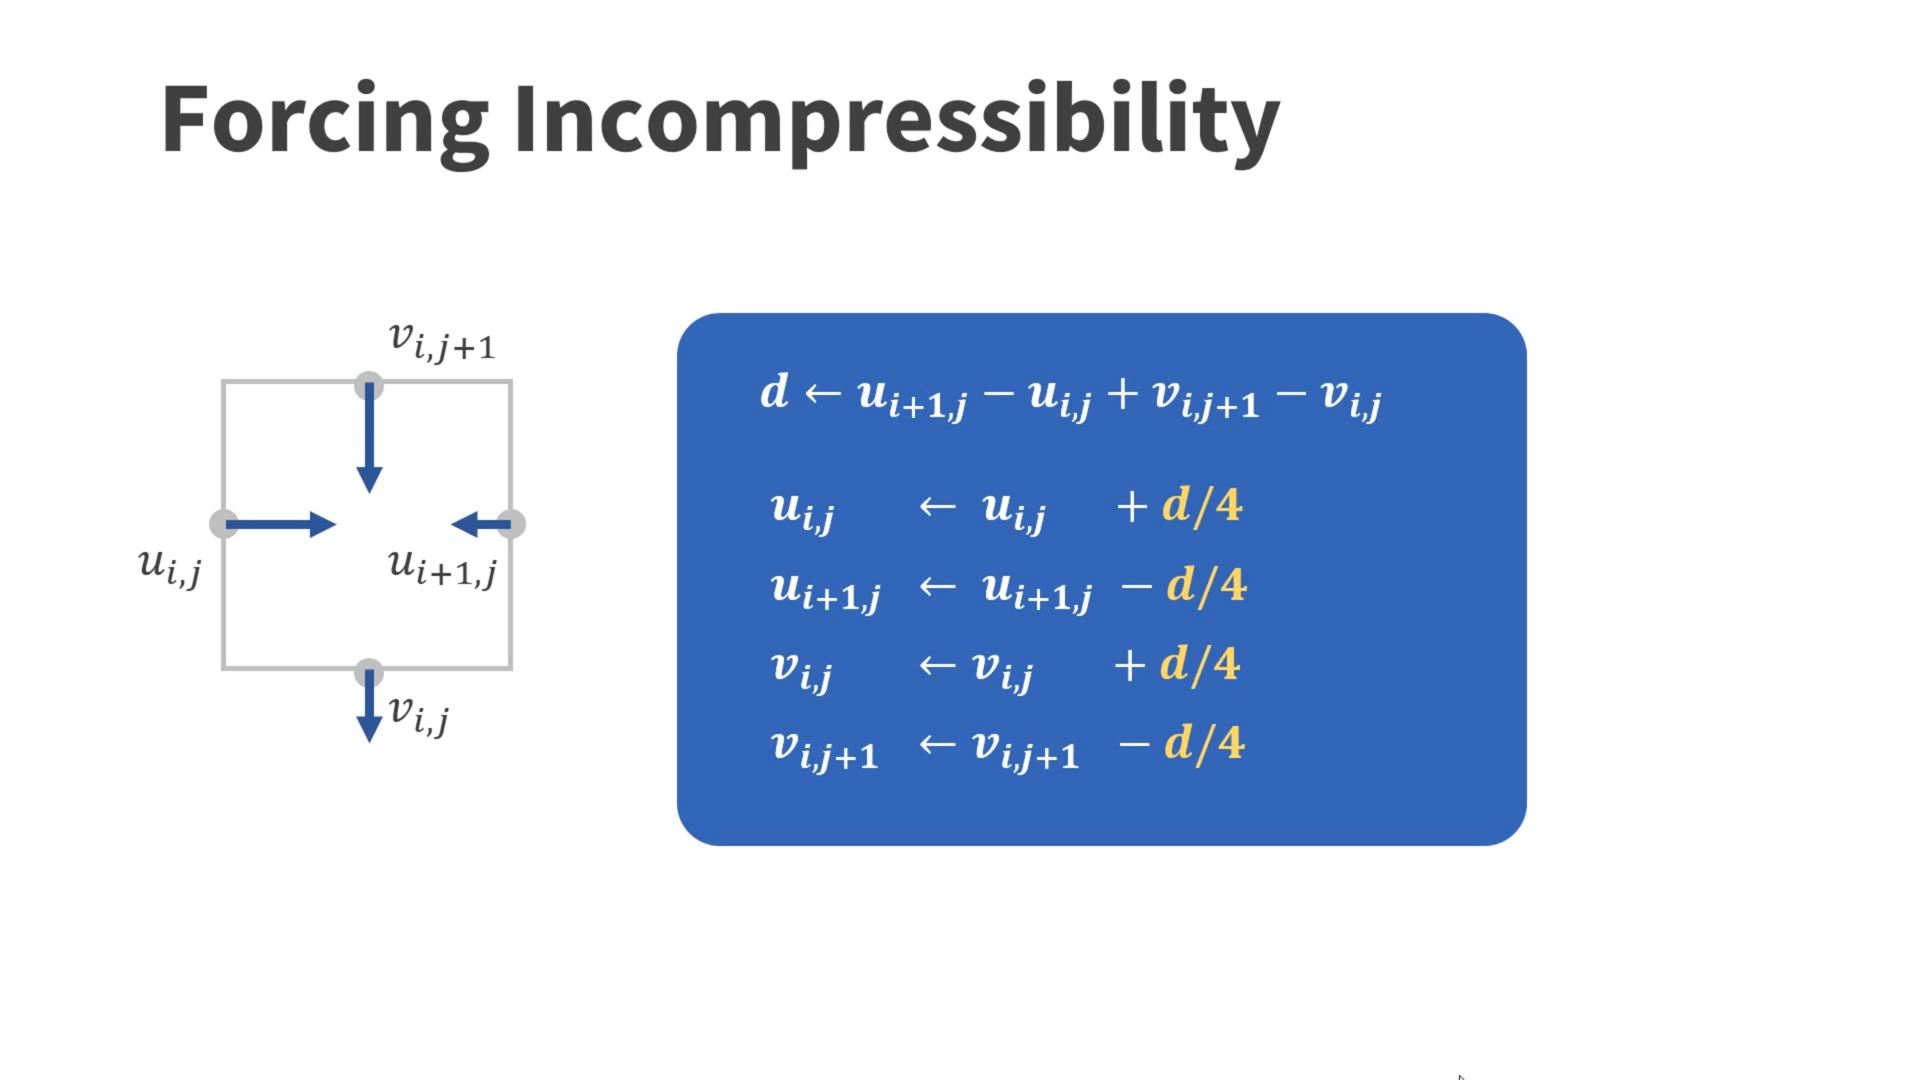 Forcing Incompressibility
v_{i,j+1}
u_{i,j}
u_{i+1,j}
v_{i,j}
d ← u_{i+1,j} − u_{i,j} + v_{i,j+1} − v_{i,j}
u_{i,j} ← u_{i,j} + d/4
u_{i+1,j} ← u_{i+1,j} − d/4
v_{i,j} ← v_{i,j} + d/4
v_{i,j+1} ← v_{i,j+1} − d/4